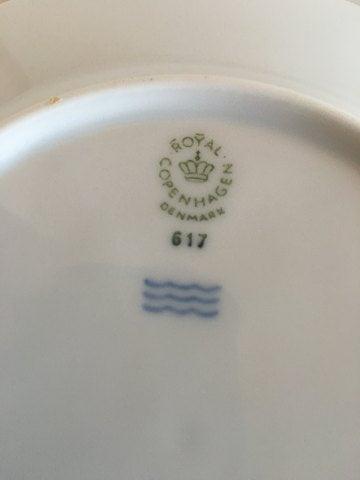 ROYAL
COPENHAGEN
DENMARK
617